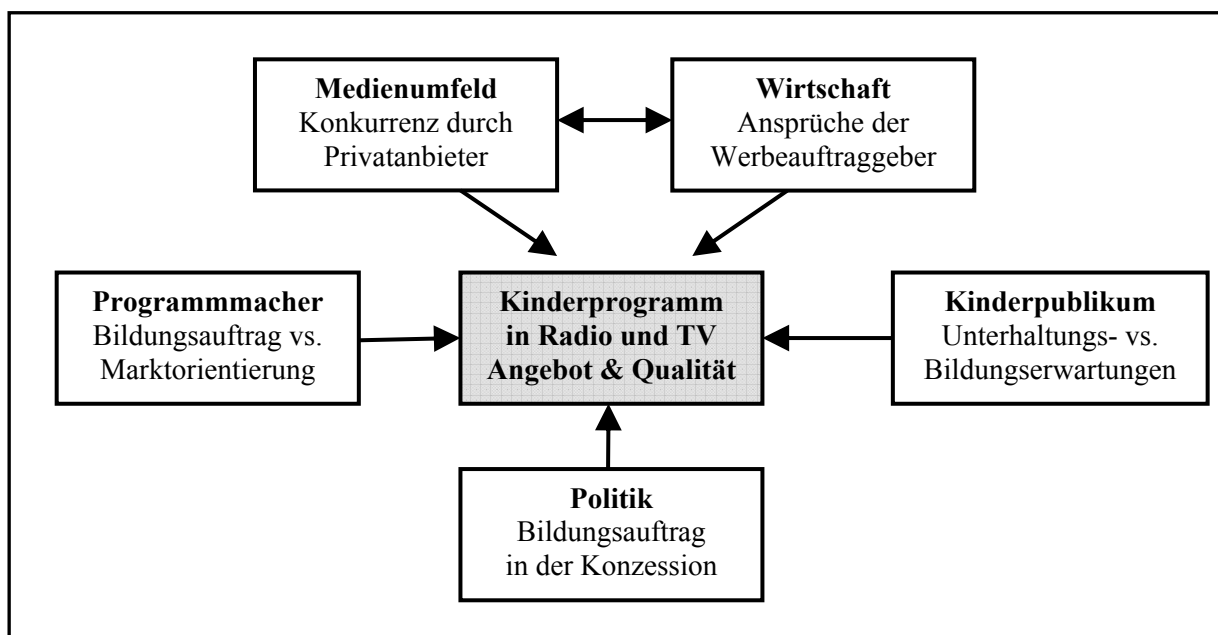 Medienumfeld
Konkurrenz durch
Privatanbieter
Wirtschaft
Ansprüche der
Werbeauftraggeber
Programmmacher
Bildungsauftrag vs.
Marktorientierung
Kinderprogramm
in Radio und TV
Angebot & Qualität
Kinderpublikum
Unterhaltungs- vs.
Bildungserwartungen
Politik
Bildungsauftrag
in der Konzession